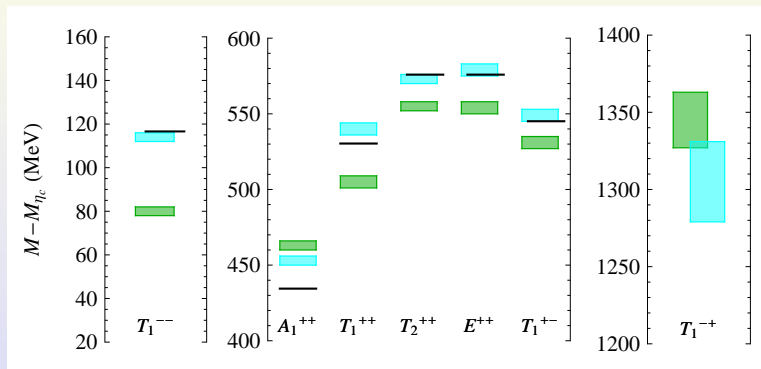 M−M_{η_c} (MeV)
160
140
120
100
80
60
40
20
T₁⁻⁻
600
550
500
450
400
A₁⁺⁺
T₁⁺⁺
T₂⁺⁺
E⁺⁺
T₁⁺⁻
1400
1350
1300
1250
1200
T₁⁻⁺